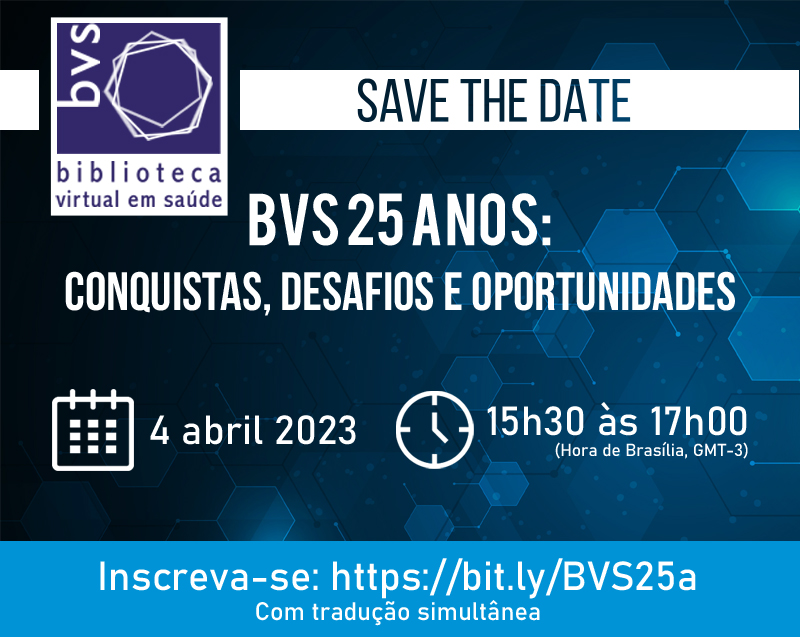 bvs
biblioteca
virtual em saúde
SAVE THE DATE
BVS 25 ANOS:
CONQUISTAS, DESAFIOS E OPORTUNIDADES
4 abril 2023
15h30 às 17h00
(Hora de Brasília, GMT-3)
Inscreva-se: https://bit.ly/BVS25a
Com tradução simultânea